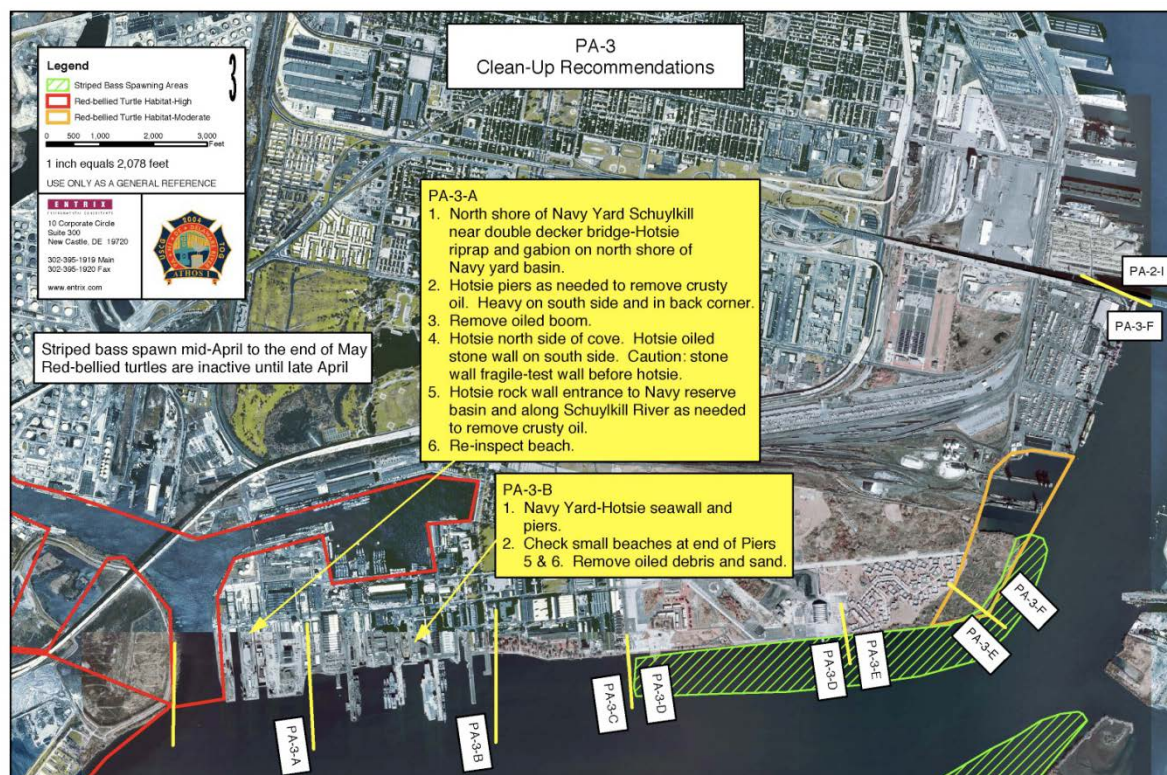 PA-3
Clean-Up Recommendations
Legend
3
Striped Bass Spawning Areas
Red-bellied Turtle Habitat-High
Red-bellied Turtle Habitat-Moderate
0 500 1,000 2,000 3,000
Feet
1 inch equals 2,078 feet
USE ONLY AS A GENERAL REFERENCE
ENTRIX
10 Corporate Circle
Suite 300
New Castle, DE 19720
302-395-1919 Main
302-395-1920 Fax
www.entrix.com
2004
USCG
TOG
ATHOS I
Striped bass spawn mid-April to the end of May
Red-bellied turtles are inactive until late April
PA-3-A
1. North shore of Navy Yard Schuylkill
near double decker bridge-Hotsie
riprap and gabion on north shore of
Navy yard basin.
2. Hotsie piers as needed to remove crusty
oil. Heavy on south side and in back corner.
3. Remove oiled boom.
4. Hotsie north side of cove. Hotsie oiled
stone wall on south side. Caution: stone
wall fragile-test wall before hotsie.
5. Hotsie rock wall entrance to Navy reserve
basin and along Schuylkill River as needed
to remove crusty oil.
6. Re-inspect beach.
PA-3-B
1. Navy Yard-Hotsie seawall and
piers.
2. Check small beaches at end of Piers
5 & 6. Remove oiled debris and sand.
PA-2-I
PA-3-F
PA-3-F
PA-3-E
PA-3-E
PA-3-D
PA-3-D
PA-3-C
PA-3-B
PA-3-A